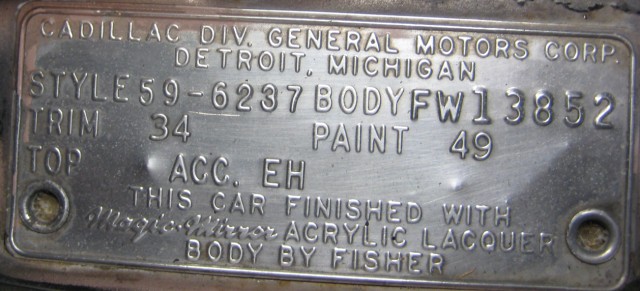 CADILLAC DIV. GENERAL MOTORS CORP.
DETROIT, MICHIGAN
STYLE 59-6237 BODY FW13852
TRIM 34 PAINT 49
TOP ACC. EH
THIS CAR FINISHED WITH
Magic-Mirror ACRYLIC LACQUER
BODY BY FISHER